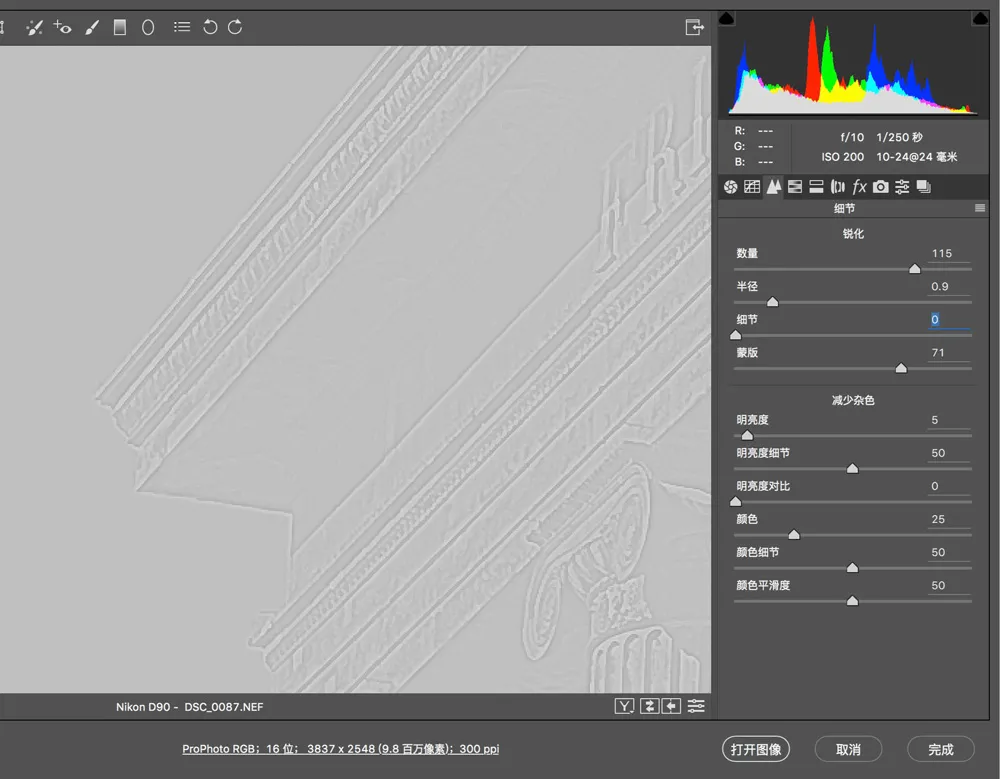 R: ---
G: ---
B: ---
f/10 1/250 秒
ISO 200 10-24@24 毫米
fx
细节
锐化
数量 115
半径 0.9
细节 0
蒙版 71
减少杂色
明亮度 5
明亮度细节 50
明亮度对比 0
颜色 25
颜色细节 50
颜色平滑度 50
Nikon D90 - DSC_0087.NEF
Y
ProPhoto RGB； 16 位； 3837 x 2548 (9.8 百万像素)；300 ppi
打开图像 取消 完成